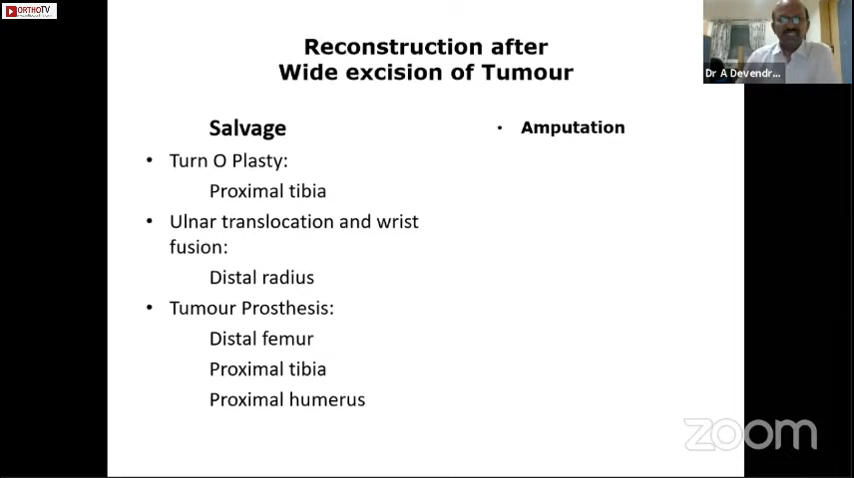 ORTHOTV
Reconstruction after
Wide excision of Tumour
Dr A Devendr...
Salvage
• Turn O Plasty:
Proximal tibia
• Ulnar translocation and wrist
fusion:
Distal radius
• Tumour Prosthesis:
Distal femur
Proximal tibia
Proximal humerus
• Amputation
zoom